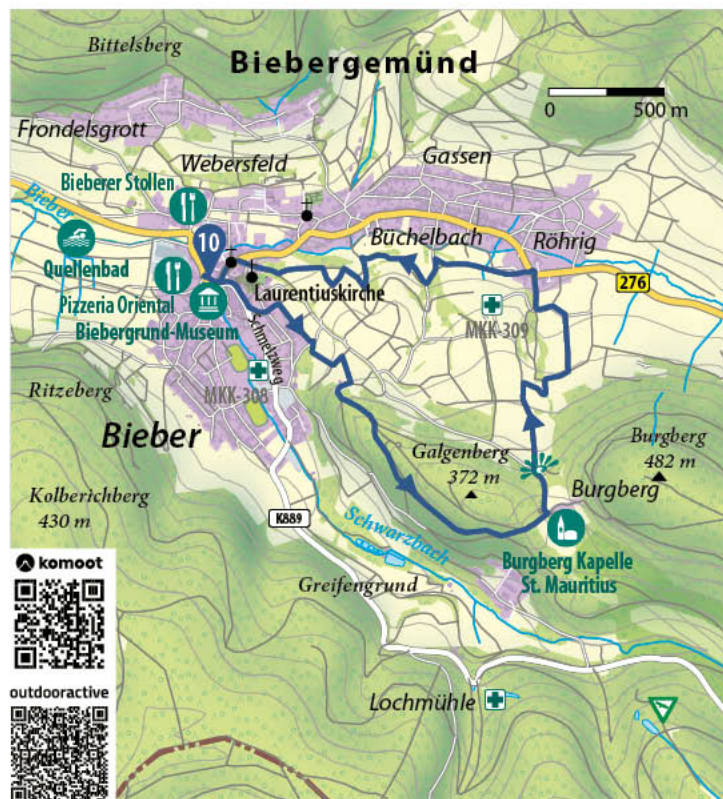 Bittelsberg
Biebergemünd
0 500 m
Frondelsgrott
Webersfeld
Gassen
Bieberer Stollen
Bieber
10
Büchelbach
Röhrig
Quellenbad
276
Laurentiuskirche
Pizzeria Oriental
Biebergrund-Museum
MKK-309
Schmelzweg
MKK-308
Ritzeberg
Bieber
Galgenberg
372 m
Burgberg
482 m
Burgberg
Kolberichberg
430 m
K889
Schwarzbach
Burgberg Kapelle
St. Mauritius
komoot
Greifengrund
outdooractive
Lochmühle